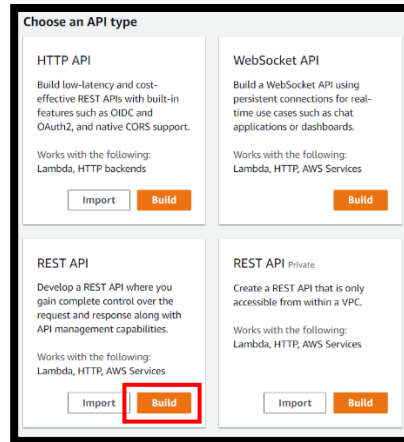 Choose an API type
HTTP API
Build low-latency and cost-
effective REST APIs with built-in
features such as OIDC and
OAuth2, and native CORS support.
Works with the following:
Lambda, HTTP backends
Import
Build
WebSocket API
Build a WebSocket API using
persistent connections for real-
time use cases such as chat
applications or dashboards.
Works with the following:
Lambda, HTTP, AWS Services
Build
REST API
Develop a REST API where you
gain complete control over the
request and response along with
API management capabilities.
Works with the following:
Lambda, HTTP, AWS Services
Import
Build
REST API Private
Create a REST API that is only
accessible from within a VPC.
Works with the following:
Lambda, HTTP, AWS Services
Import
Build